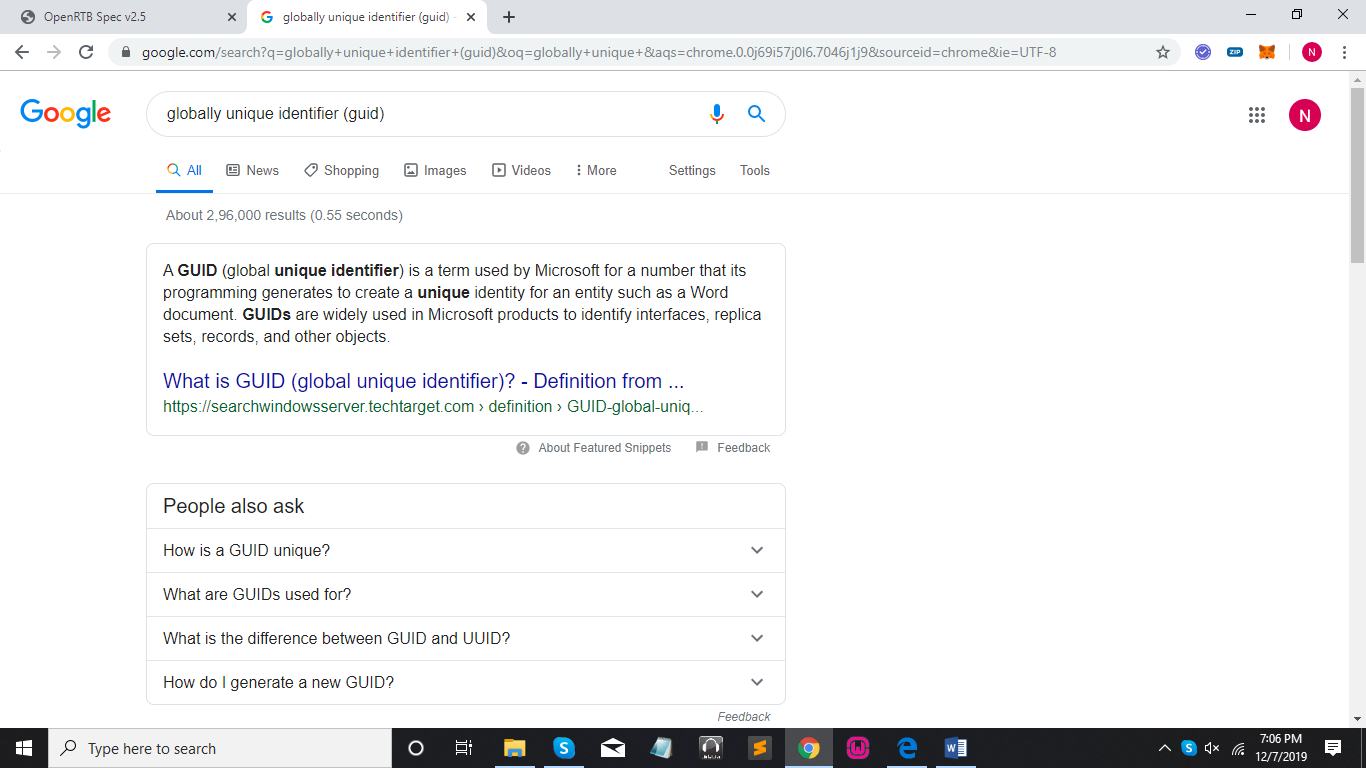 OpenRTB Spec v2.5
globally unique identifier (guid) -
google.com/search?q=globally+unique+identifier+(guid)&oq=globally+unique+&aqs=chrome.0.0j69i57j0l6.7046j1j9&sourceid=chrome&ie=UTF-8
ZIP
N
Google
globally unique identifier (guid)
N
All News Shopping Images Videos More Settings Tools
About 2,96,000 results (0.55 seconds)
A GUID (global unique identifier) is a term used by Microsoft for a number that its
programming generates to create a unique identity for an entity such as a Word
document. GUIDs are widely used in Microsoft products to identify interfaces, replica
sets, records, and other objects.
What is GUID (global unique identifier)? - Definition from ...
https://searchwindowsserver.techtarget.com › definition › GUID-global-uniq...
About Featured Snippets Feedback
People also ask
How is a GUID unique?
What are GUIDs used for?
What is the difference between GUID and UUID?
How do I generate a new GUID?
Feedback
Type here to search
7:06 PM
12/7/2019